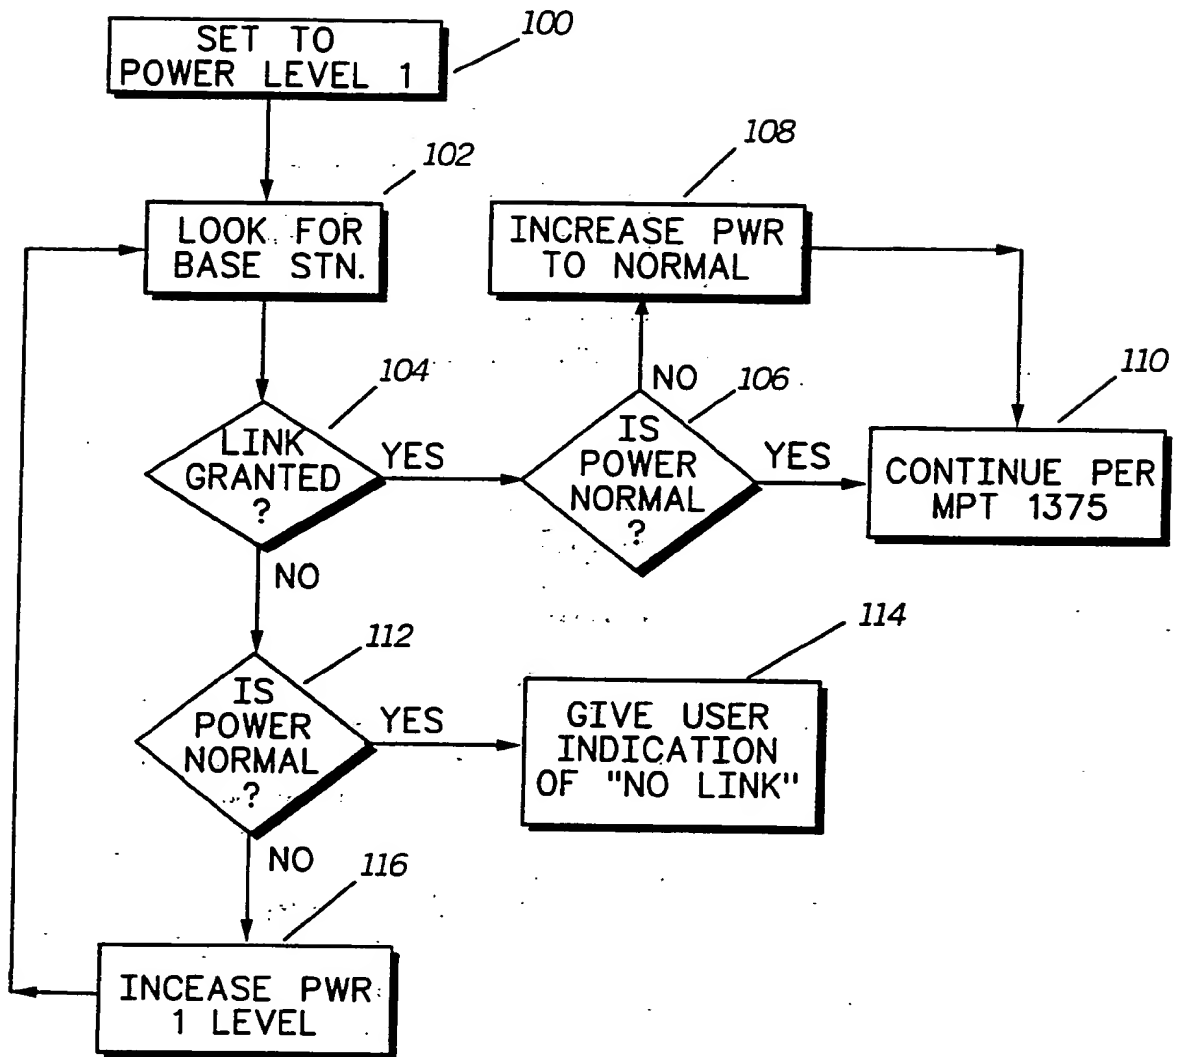 SET TO
POWER LEVEL 1
100
LOOK FOR
BASE STN.
102
INCREASE PWR
TO NORMAL
108
LINK
GRANTED
?
104
YES
NO
IS
POWER
NORMAL
?
106
NO
YES
CONTINUE PER
MPT 1375
110
IS
POWER
NORMAL
?
112
YES
NO
GIVE USER
INDICATION
OF "NO LINK"
114
INCEASE PWR
1 LEVEL
116